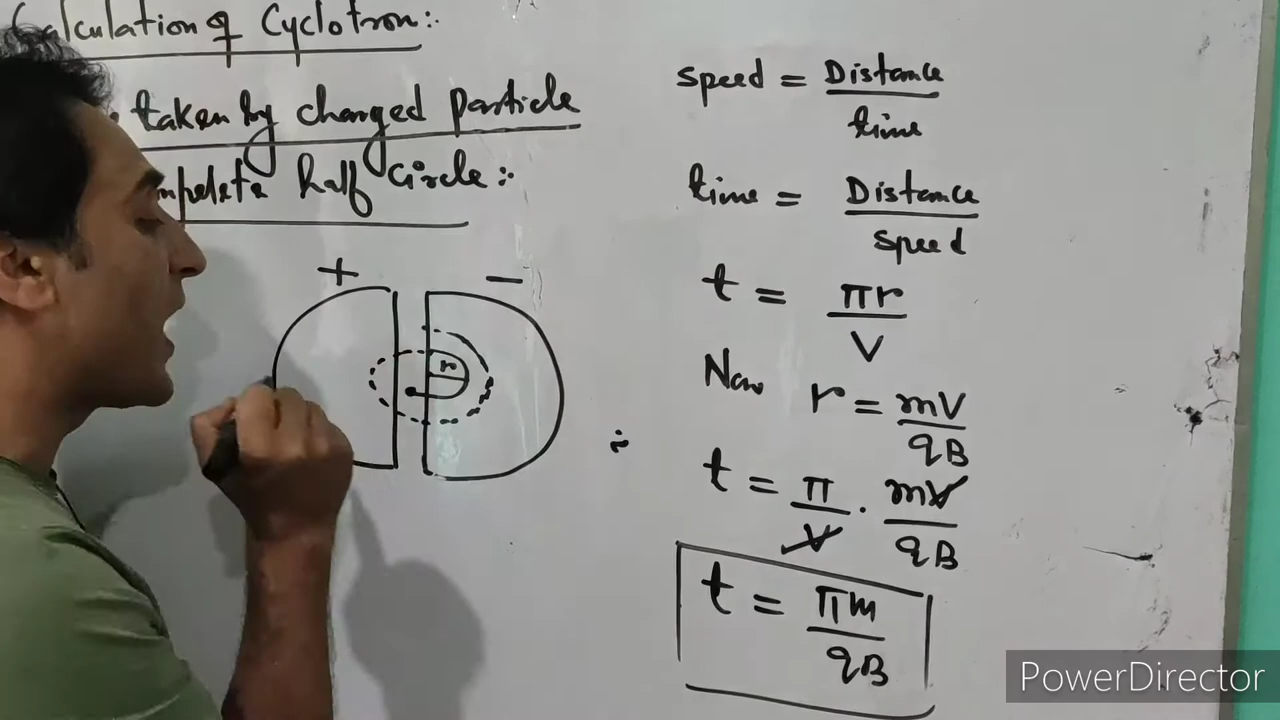 Calculation of Cyclotron:-
taken by charged particle
half Circle:-
+ -
r
speed = Distance / time
time = Distance / speed
t = πr / V
Now r = mV / qB
t = π / V . mV / qB
t = πm / qB
PowerDirector